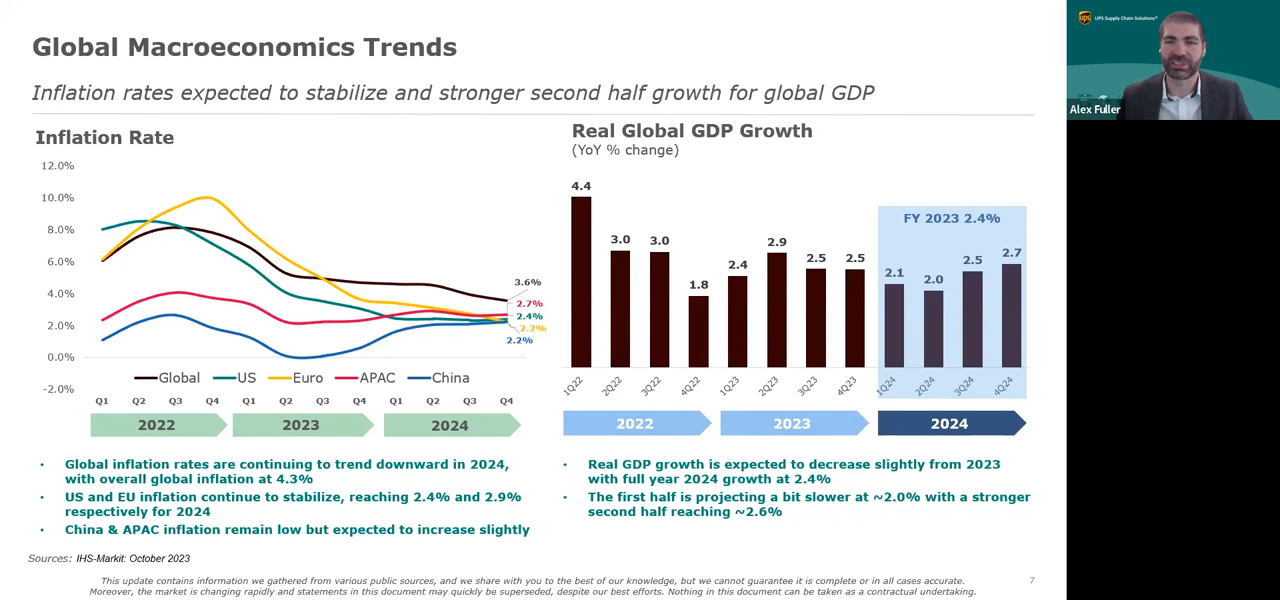 Global Macroeconomics Trends
Inflation rates expected to stabilize and stronger second half growth for global GDP
Inflation Rate
12.0%
10.0%
8.0%
6.0%
4.0%
2.0%
0.0%
-2.0%
3.6%
2.7%
2.4%
2.2%
2.2%
Global US Euro APAC China
Q1 Q2 Q3 Q4 Q1 Q2 Q3 Q4 Q1 Q2 Q3 Q4
2022 2023 2024
• Global inflation rates are continuing to trend downward in 2024,
with overall global inflation at 4.3%
• US and EU inflation continue to stabilize, reaching 2.4% and 2.9%
respectively for 2024
• China & APAC inflation remain low but expected to increase slightly
Real Global GDP Growth
(YoY % change)
FY 2023 2.4%
4.4 3.0 3.0 1.8 2.4 2.9 2.5 2.5 2.1 2.0 2.5 2.7
1Q22 2Q22 3Q22 4Q22 1Q23 2Q23 3Q23 4Q23 1Q24 2Q24 3Q24 4Q24
2022 2023 2024
• Real GDP growth is expected to decrease slightly from 2023
with full year 2024 growth at 2.4%
• The first half is projecting a bit slower at ~2.0% with a stronger
second half reaching ~2.6%
Sources: IHS-Markit: October 2023
This update contains information we gathered from various public sources, and we share with you to the best of our knowledge, but we cannot guarantee it is complete or in all cases accurate.
Moreover, the market is changing rapidly and statements in this document may quickly be superseded, despite our best efforts. Nothing in this document can be taken as a contractual undertaking.
7
ups UPS Supply Chain Solutions®
Alex Fuller